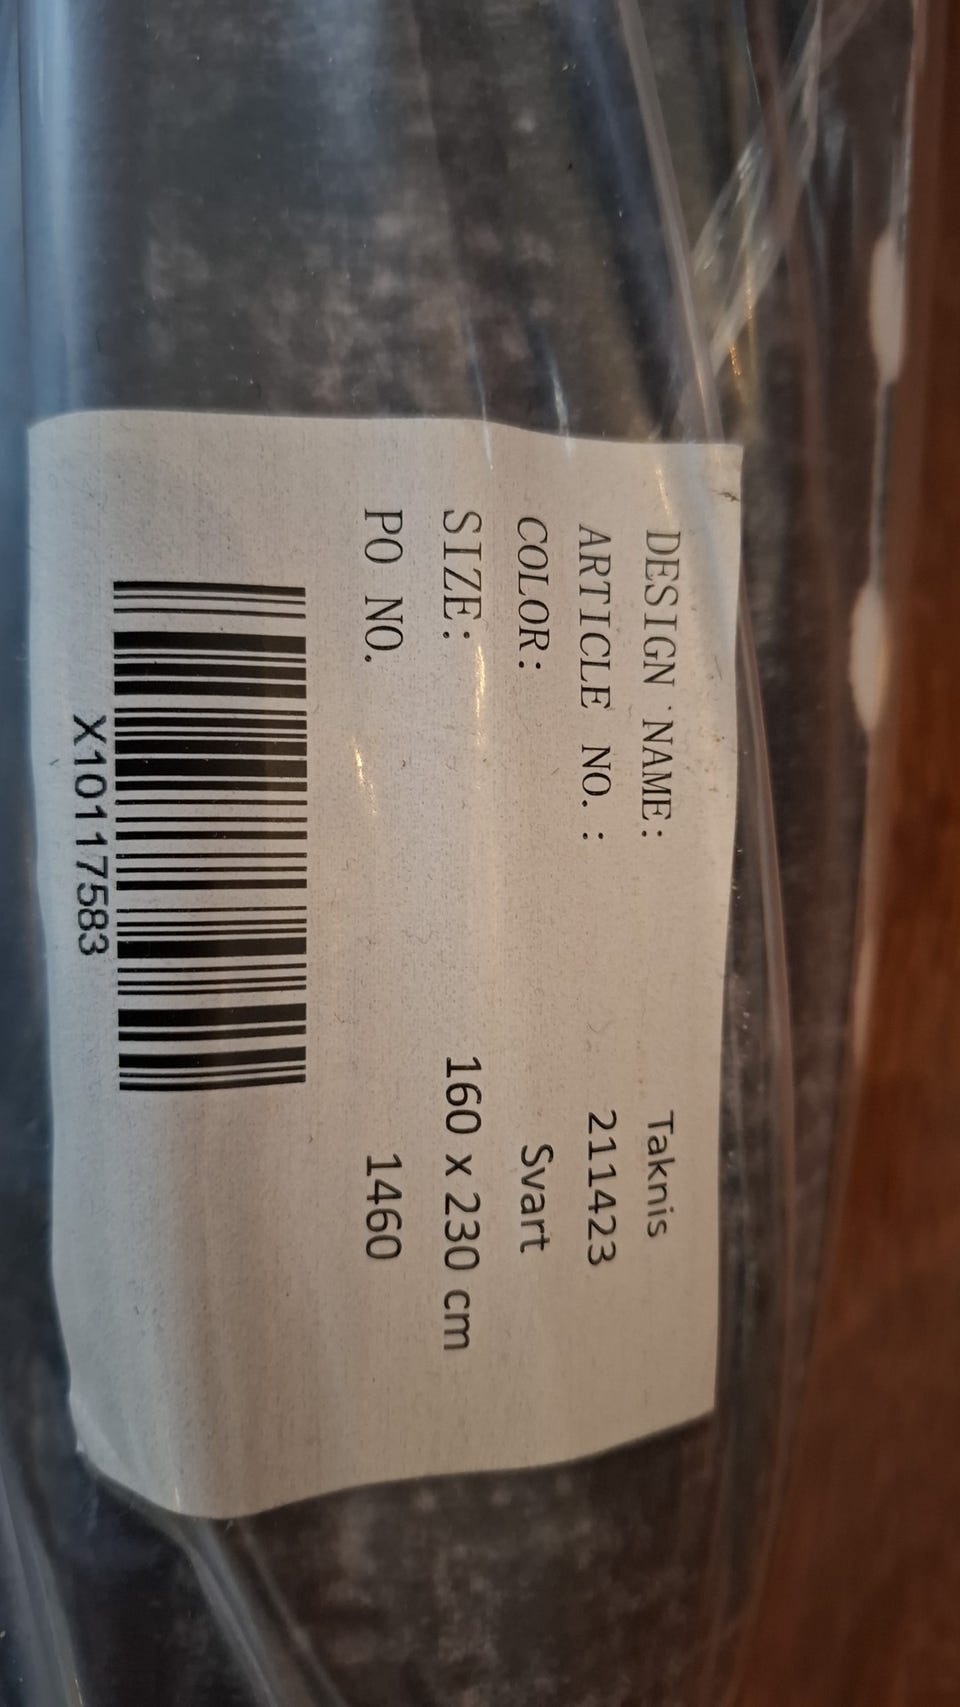 DESIGN NAME: Taknis
ARTICLE NO.: 211423
COLOR: Svart
SIZE: 160 x 230 cm
PO NO. 1460
X10117583